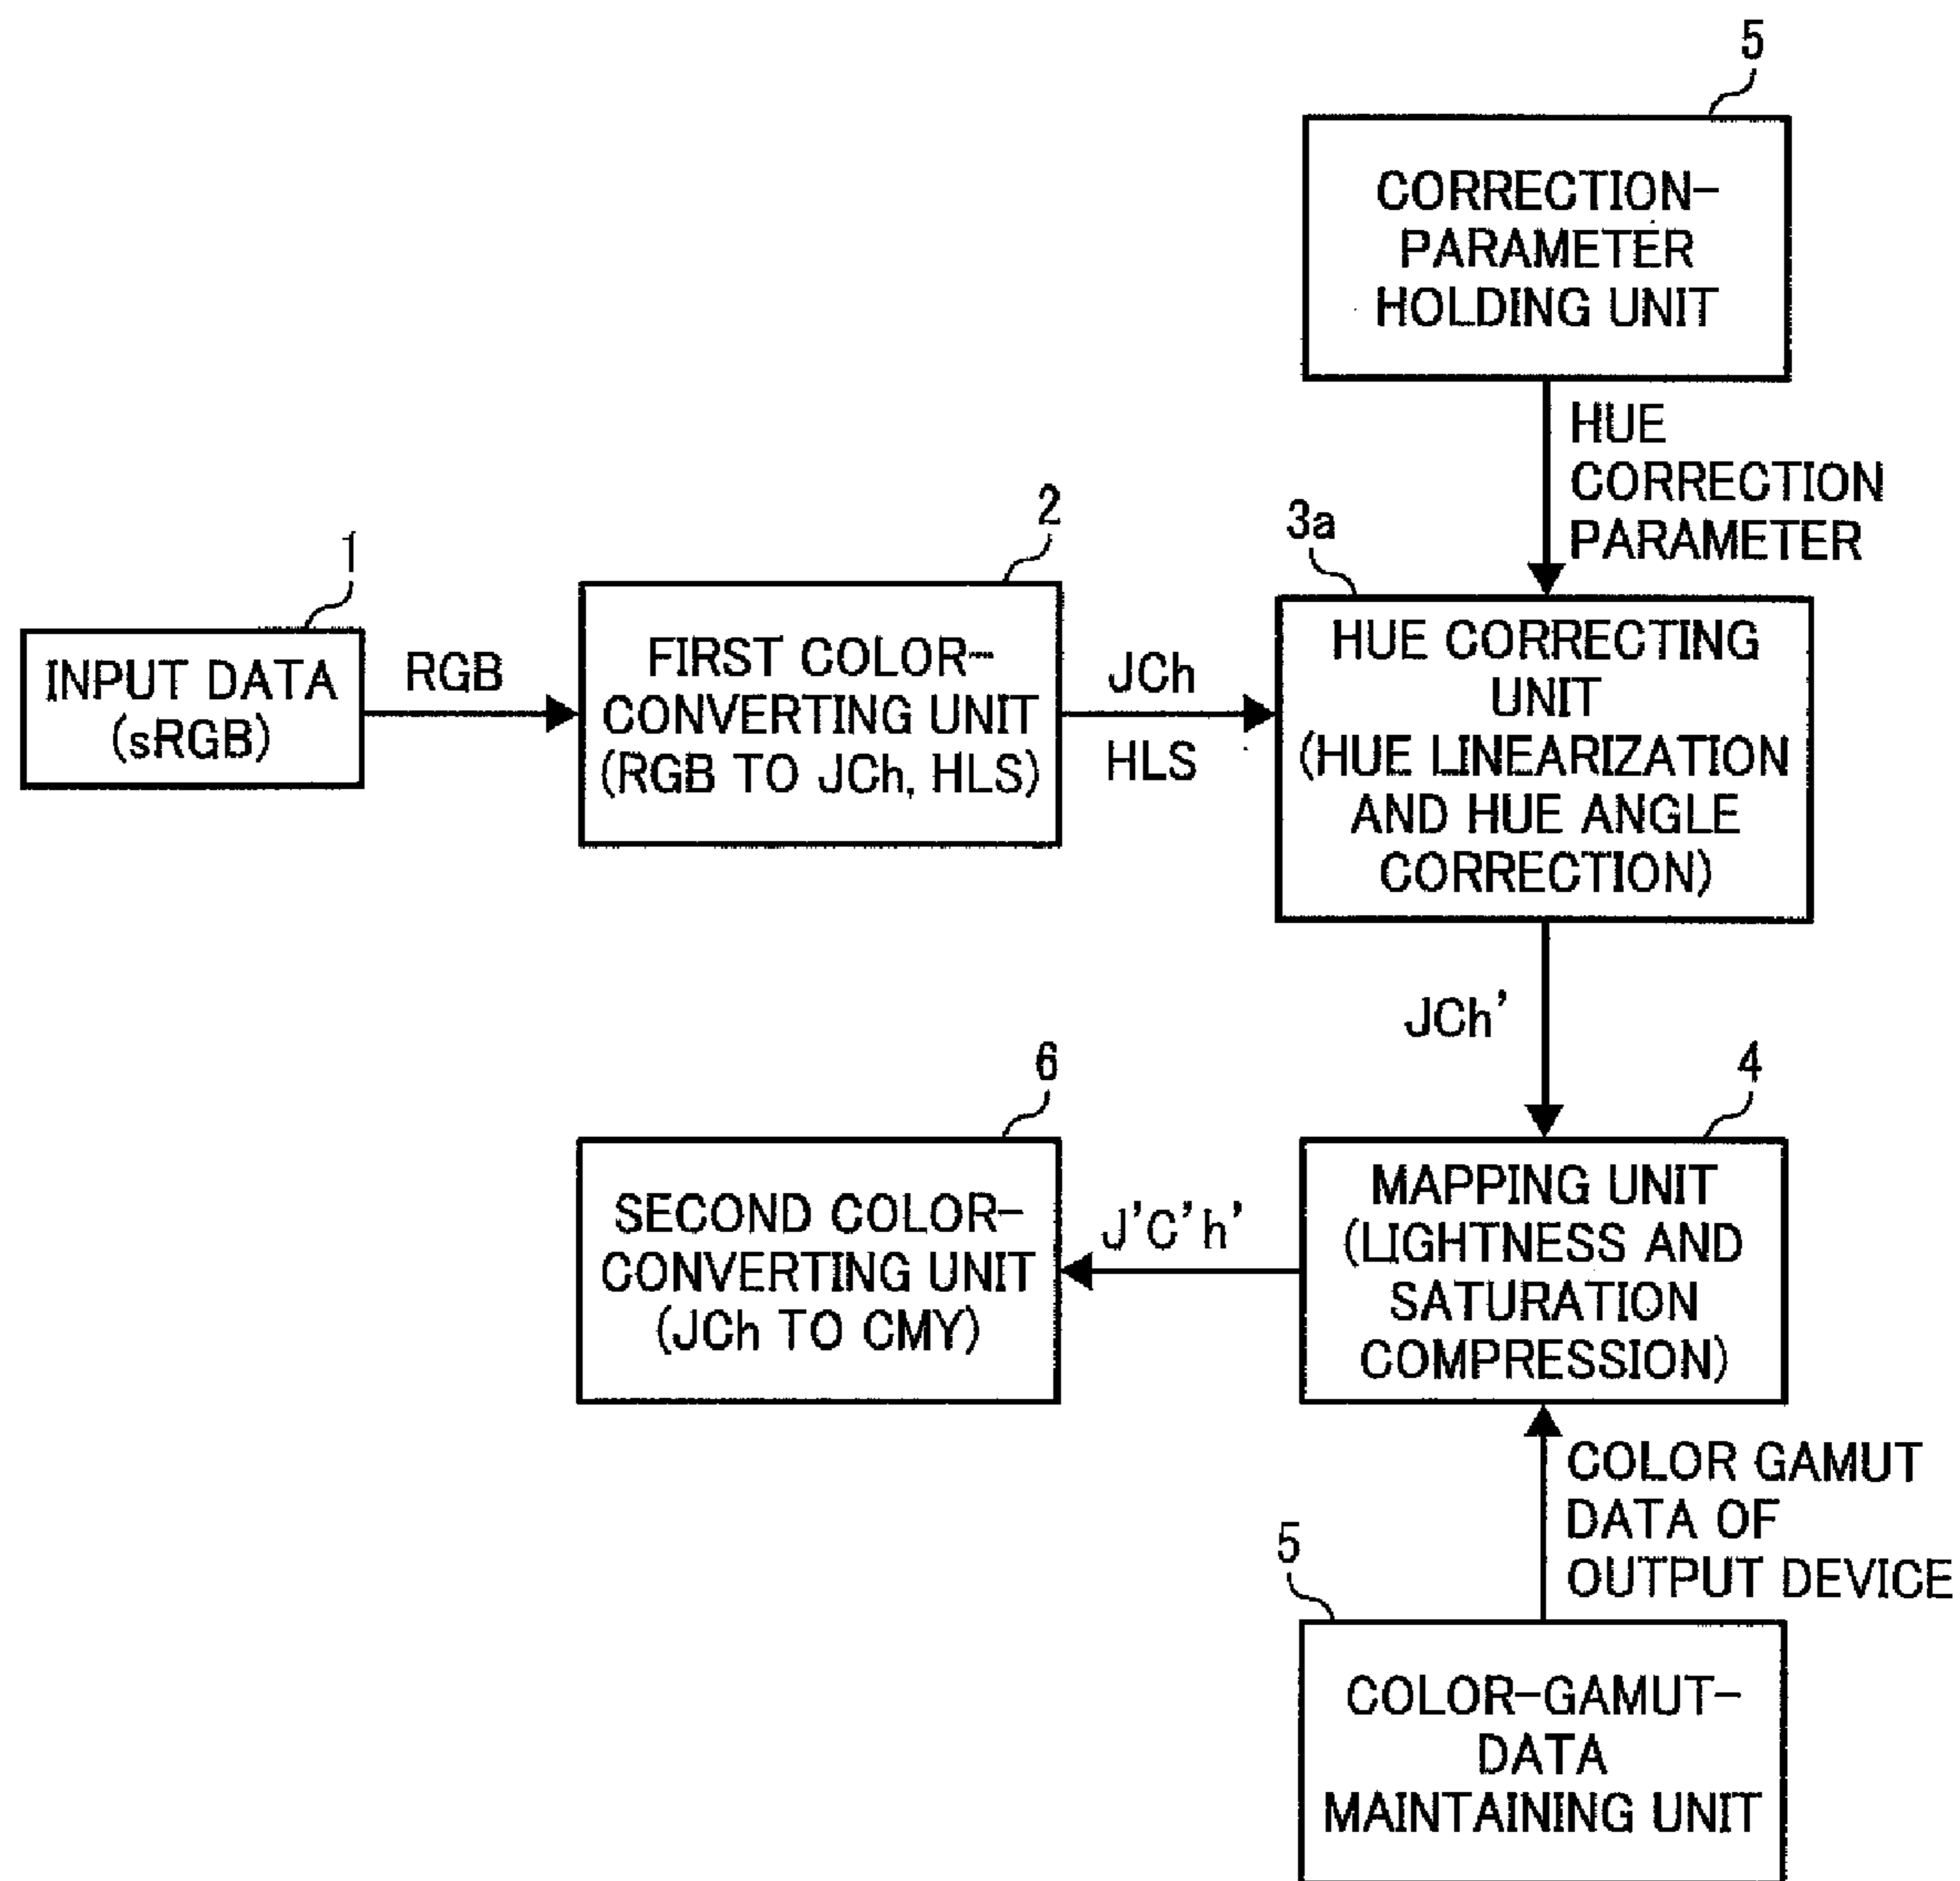 5
CORRECTION-
PARAMETER
HOLDING UNIT
HUE
CORRECTION
PARAMETER
1
INPUT DATA
(sRGB)
RGB
2
FIRST COLOR-
CONVERTING UNIT
(RGB TO JCh, HLS)
JCh
HLS
3a
HUE CORRECTING
UNIT
(HUE LINEARIZATION
AND HUE ANGLE
CORRECTION)
JCh'
4
MAPPING UNIT
(LIGHTNESS AND
SATURATION
COMPRESSION)
J'C'h'
6
SECOND COLOR-
CONVERTING UNIT
(JCh TO CMY)
COLOR GAMUT
DATA OF
OUTPUT DEVICE
5
COLOR-GAMUT-
DATA
MAINTAINING UNIT